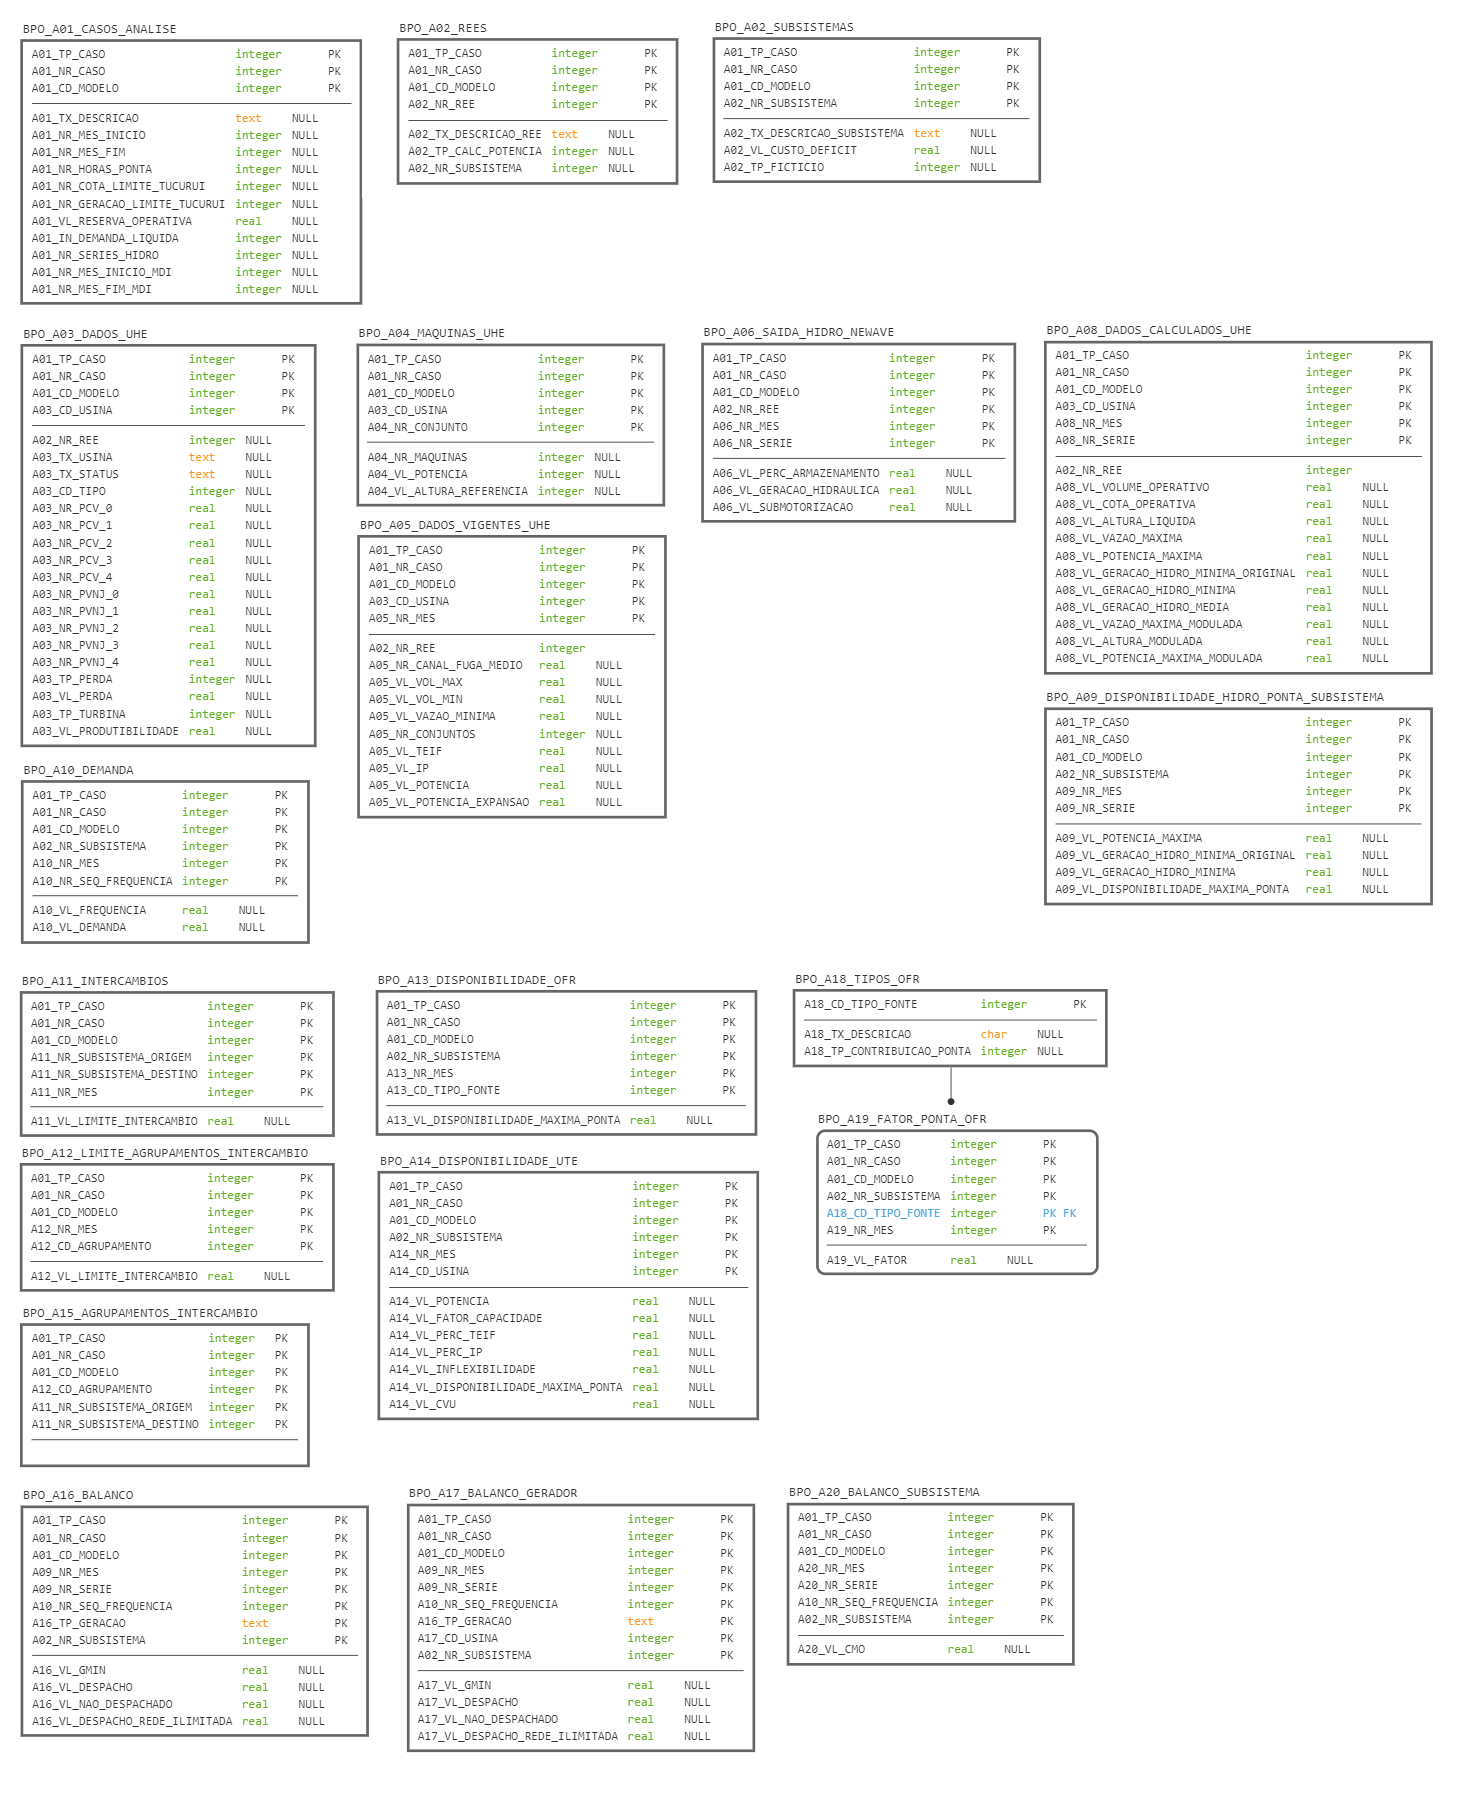 BPO_A01_CASOS_ANALISE
A01_TP_CASO integer PK
A01_NR_CASO integer PK
A01_CD_MODELO integer PK
A01_TX_DESCRICAO text NULL
A01_NR_MES_INICIO integer NULL
A01_NR_MES_FIM integer NULL
A01_NR_HORAS_PONTA integer NULL
A01_NR_COTA_LIMITE_TUCURUI integer NULL
A01_NR_GERACAO_LIMITE_TUCURUI integer NULL
A01_VL_RESERVA_OPERATIVA real NULL
A01_IN_DEMANDA_LIQUIDA integer NULL
A01_NR_SERIES_HIDRO integer NULL
A01_NR_MES_INICIO_MDI integer NULL
A01_NR_MES_FIM_MDI integer NULL
BPO_A02_REES
A01_TP_CASO integer PK
A01_NR_CASO integer PK
A01_CD_MODELO integer PK
A02_NR_REE integer PK
A02_TX_DESCRICAO_REE text NULL
A02_TP_CALC_POTENCIA integer NULL
A02_NR_SUBSISTEMA integer NULL
BPO_A02_SUBSISTEMAS
A01_TP_CASO integer PK
A01_NR_CASO integer PK
A01_CD_MODELO integer PK
A02_NR_SUBSISTEMA integer PK
A02_TX_DESCRICAO_SUBSISTEMA text NULL
A02_VL_CUSTO_DEFICIT real NULL
A02_TP_FICTICIO integer NULL
BPO_A03_DADOS_UHE
A01_TP_CASO integer PK
A01_NR_CASO integer PK
A01_CD_MODELO integer PK
A03_CD_USINA integer PK
A02_NR_REE integer NULL
A03_TX_USINA text NULL
A03_TX_STATUS text NULL
A03_CD_TIPO integer NULL
A03_NR_PCV_0 real NULL
A03_NR_PCV_1 real NULL
A03_NR_PCV_2 real NULL
A03_NR_PCV_3 real NULL
A03_NR_PCV_4 real NULL
A03_NR_PVNJ_0 real NULL
A03_NR_PVNJ_1 real NULL
A03_NR_PVNJ_2 real NULL
A03_NR_PVNJ_3 real NULL
A03_NR_PVNJ_4 real NULL
A03_TP_PERDA integer NULL
A03_VL_PERDA real NULL
A03_TP_TURBINA integer NULL
A03_VL_PRODUTIBILIDADE real NULL
BPO_A04_MAQUINAS_UHE
A01_TP_CASO integer PK
A01_NR_CASO integer PK
A01_CD_MODELO integer PK
A03_CD_USINA integer PK
A04_NR_CONJUNTO integer PK
A04_NR_MAQUINAS integer NULL
A04_VL_POTENCIA integer NULL
A04_VL_ALTURA_REFERENCIA integer NULL
BPO_A05_DADOS_VIGENTES_UHE
A01_TP_CASO integer PK
A01_NR_CASO integer PK
A01_CD_MODELO integer PK
A03_CD_USINA integer PK
A05_NR_MES integer PK
A02_NR_REE integer
A05_NR_CANAL_FUGA_MEDIO real NULL
A05_VL_VOL_MAX real NULL
A05_VL_VOL_MIN real NULL
A05_VL_VAZAO_MINIMA real NULL
A05_NR_CONJUNTOS integer NULL
A05_VL_TEIF real NULL
A05_VL_IP real NULL
A05_VL_POTENCIA real NULL
A05_VL_POTENCIA_EXPANSAO real NULL
BPO_A06_SAIDA_HIDRO_NEWAVE
A01_TP_CASO integer PK
A01_NR_CASO integer PK
A01_CD_MODELO integer PK
A02_NR_REE integer PK
A06_NR_MES integer PK
A06_NR_SERIE integer PK
A06_VL_PERC_ARMAZENAMENTO real NULL
A06_VL_GERACAO_HIDRAULICA real NULL
A06_VL_SUBMOTORIZACAO real NULL
BPO_A08_DADOS_CALCULADOS_UHE
A01_TP_CASO integer PK
A01_NR_CASO integer PK
A01_CD_MODELO integer PK
A03_CD_USINA integer PK
A08_NR_MES integer PK
A08_NR_SERIE integer PK
A02_NR_REE integer
A08_VL_VOLUME_OPERATIVO real NULL
A08_VL_COTA_OPERATIVA real NULL
A08_VL_ALTURA_LIQUIDA real NULL
A08_VL_VAZAO_MAXIMA real NULL
A08_VL_POTENCIA_MAXIMA real NULL
A08_VL_GERACAO_HIDRO_MINIMA_ORIGINAL real NULL
A08_VL_GERACAO_HIDRO_MINIMA real NULL
A08_VL_GERACAO_HIDRO_MEDIA real NULL
A08_VL_VAZAO_MAXIMA_MODULADA real NULL
A08_VL_ALTURA_MODULADA real NULL
A08_VL_POTENCIA_MAXIMA_MODULADA real NULL
BPO_A09_DISPONIBILIDADE_HIDRO_PONTA_SUBSISTEMA
A01_TP_CASO integer PK
A01_NR_CASO integer PK
A01_CD_MODELO integer PK
A02_NR_SUBSISTEMA integer PK
A09_NR_MES integer PK
A09_NR_SERIE integer PK
A09_VL_POTENCIA_MAXIMA real NULL
A09_VL_GERACAO_HIDRO_MINIMA_ORIGINAL real NULL
A09_VL_GERACAO_HIDRO_MINIMA real NULL
A09_VL_DISPONIBILIDADE_MAXIMA_PONTA real NULL
BPO_A10_DEMANDA
A01_TP_CASO integer PK
A01_NR_CASO integer PK
A01_CD_MODELO integer PK
A02_NR_SUBSISTEMA integer PK
A10_NR_MES integer PK
A10_NR_SEQ_FREQUENCIA integer PK
A10_VL_FREQUENCIA real NULL
A10_VL_DEMANDA real NULL
BPO_A11_INTERCAMBIOS
A01_TP_CASO integer PK
A01_NR_CASO integer PK
A01_CD_MODELO integer PK
A11_NR_SUBSISTEMA_ORIGEM integer PK
A11_NR_SUBSISTEMA_DESTINO integer PK
A11_NR_MES integer PK
A11_VL_LIMITE_INTERCAMBIO real NULL
BPO_A12_LIMITE_AGRUPAMENTOS_INTERCAMBIO
A01_TP_CASO integer PK
A01_NR_CASO integer PK
A01_CD_MODELO integer PK
A12_NR_MES integer PK
A12_CD_AGRUPAMENTO integer PK
A12_VL_LIMITE_INTERCAMBIO real NULL
BPO_A15_AGRUPAMENTOS_INTERCAMBIO
A01_TP_CASO integer PK
A01_NR_CASO integer PK
A01_CD_MODELO integer PK
A12_CD_AGRUPAMENTO integer PK
A11_NR_SUBSISTEMA_ORIGEM integer PK
A11_NR_SUBSISTEMA_DESTINO integer PK
BPO_A13_DISPONIBILIDADE_OFR
A01_TP_CASO integer PK
A01_NR_CASO integer PK
A01_CD_MODELO integer PK
A02_NR_SUBSISTEMA integer PK
A13_NR_MES integer PK
A13_CD_TIPO_FONTE integer PK
A13_VL_DISPONIBILIDADE_MAXIMA_PONTA real NULL
BPO_A14_DISPONIBILIDADE_UTE
A01_TP_CASO integer PK
A01_NR_CASO integer PK
A01_CD_MODELO integer PK
A02_NR_SUBSISTEMA integer PK
A14_NR_MES integer PK
A14_CD_USINA integer PK
A14_VL_POTENCIA real NULL
A14_VL_FATOR_CAPACIDADE real NULL
A14_VL_PERC_TEIF real NULL
A14_VL_PERC_IP real NULL
A14_VL_INFLEXIBILIDADE real NULL
A14_VL_DISPONIBILIDADE_MAXIMA_PONTA real NULL
A14_VL_CVU real NULL
BPO_A18_TIPOS_OFR
A18_CD_TIPO_FONTE integer PK
A18_TX_DESCRICAO char NULL
A18_TP_CONTRIBUICAO_PONTA integer NULL
BPO_A19_FATOR_PONTA_OFR
A01_TP_CASO integer PK
A01_NR_CASO integer PK
A01_CD_MODELO integer PK
A02_NR_SUBSISTEMA integer PK
A18_CD_TIPO_FONTE integer PK FK
A19_NR_MES integer PK
A19_VL_FATOR real NULL
BPO_A16_BALANCO
A01_TP_CASO integer PK
A01_NR_CASO integer PK
A01_CD_MODELO integer PK
A09_NR_MES integer PK
A09_NR_SERIE integer PK
A10_NR_SEQ_FREQUENCIA integer PK
A16_TP_GERACAO text PK
A02_NR_SUBSISTEMA integer PK
A16_VL_GMIN real NULL
A16_VL_DESPACHO real NULL
A16_VL_NAO_DESPACHADO real NULL
A16_VL_DESPACHO_REDE_ILIMITADA real NULL
BPO_A17_BALANCO_GERADOR
A01_TP_CASO integer PK
A01_NR_CASO integer PK
A01_CD_MODELO integer PK
A09_NR_MES integer PK
A09_NR_SERIE integer PK
A10_NR_SEQ_FREQUENCIA integer PK
A16_TP_GERACAO text PK
A17_CD_USINA integer PK
A02_NR_SUBSISTEMA integer PK
A17_VL_GMIN real NULL
A17_VL_DESPACHO real NULL
A17_VL_NAO_DESPACHADO real NULL
A17_VL_DESPACHO_REDE_ILIMITADA real NULL
BPO_A20_BALANCO_SUBSISTEMA
A01_TP_CASO integer PK
A01_NR_CASO integer PK
A01_CD_MODELO integer PK
A20_NR_MES integer PK
A20_NR_SERIE integer PK
A10_NR_SEQ_FREQUENCIA integer PK
A02_NR_SUBSISTEMA integer PK
A20_VL_CMO real NULL